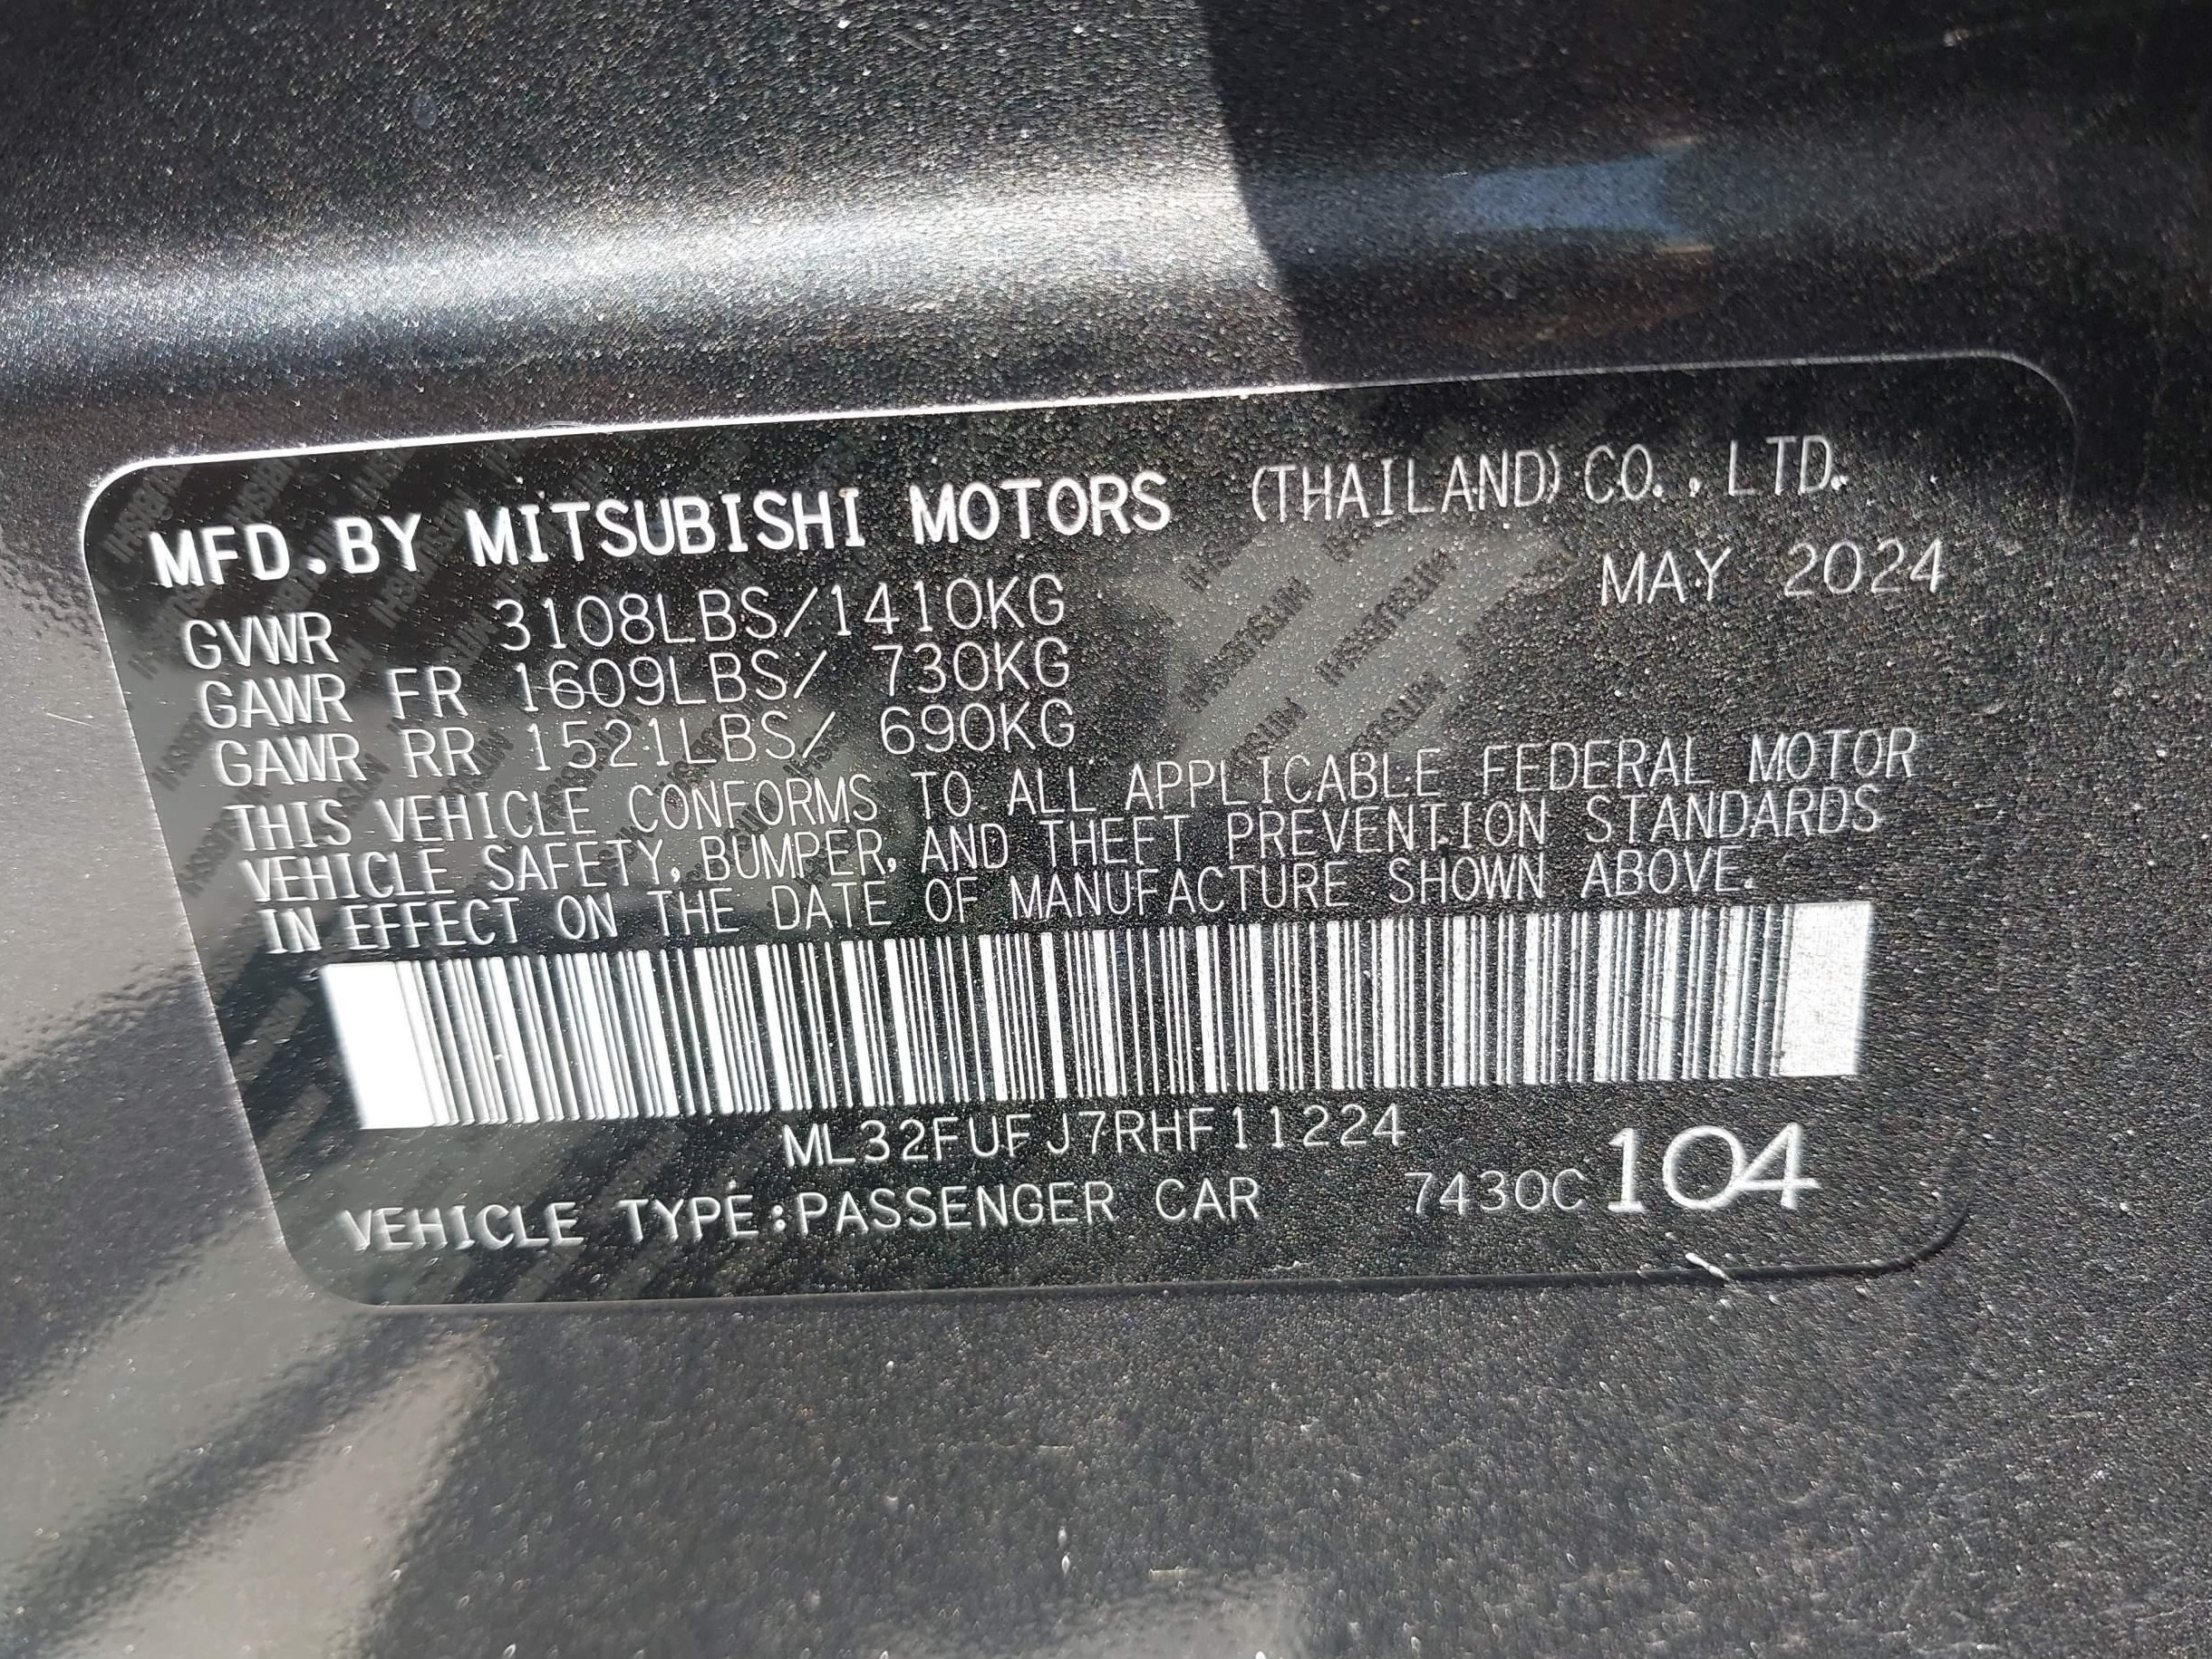 MFD.BY MITSUBISHI MOTORS (THAILAND) CO., LTD.
MAY 2024
GVWR 3108LBS/1410KG
GAWR FR 1609LBS/ 730KG
GAWR RR 1521LBS/ 690KG
THIS VEHICLE CONFORMS TO ALL APPLICABLE FEDERAL MOTOR
VEHICLE SAFETY, BUMPER, AND THEFT PREVENTION STANDARDS
IN EFFECT ON THE DATE OF MANUFACTURE SHOWN ABOVE.
ML32FUFJ7RHF11224
VEHICLE TYPE:PASSENGER CAR 7430C104